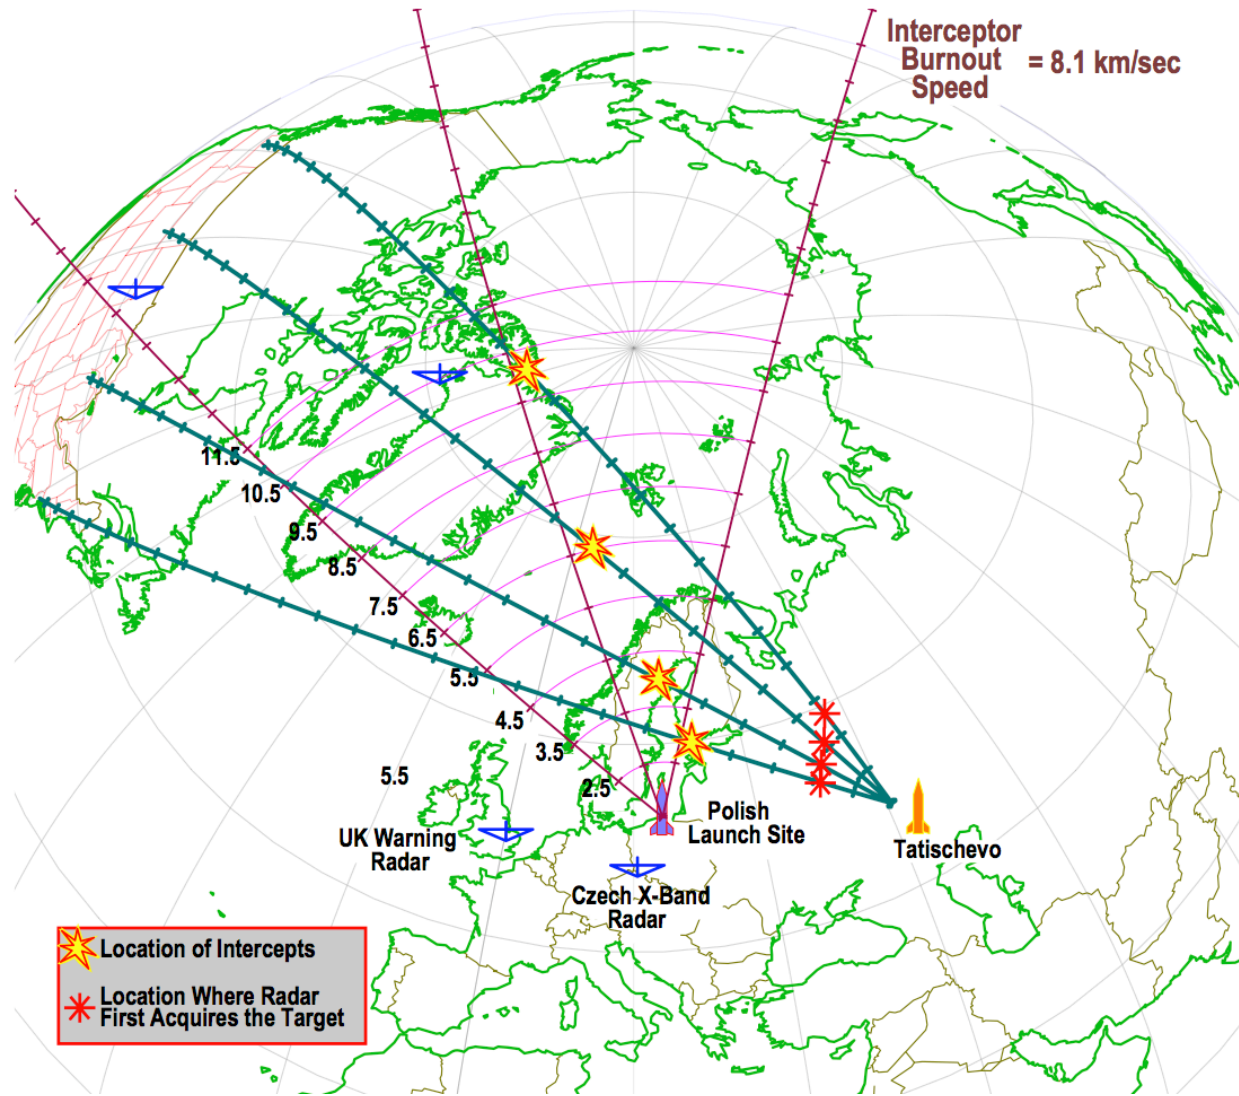 Interceptor
Burnout = 8.1 km/sec
Speed
11.5
10.5
9.5
8.5
7.5
6.5
5.5
4.5
3.5
2.5
5.5
UK Warning
Radar
Polish
Launch Site
Tatischevo
Czech X-Band
Radar
Location of Intercepts
Location Where Radar
First Acquires the Target